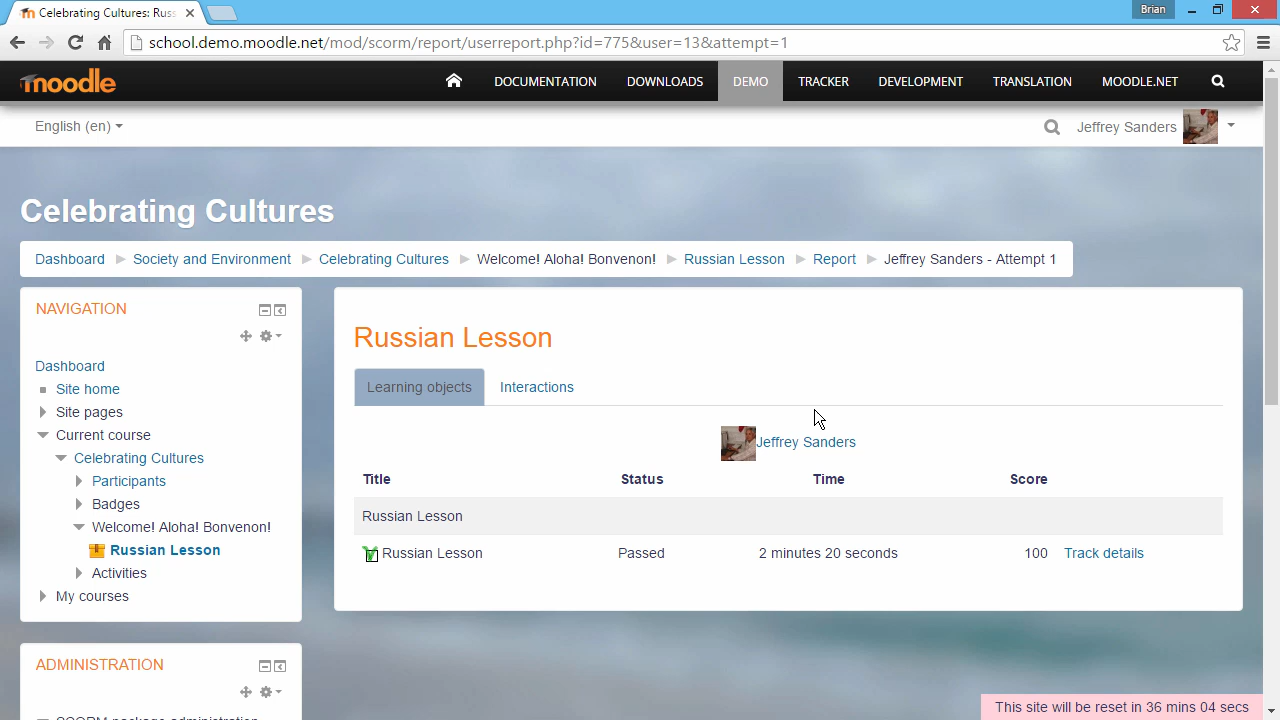 Celebrating Cultures: Rus
Brian
school.demo.moodle.net/mod/scorm/report/userreport.php?id=775&user=13&attempt=1
moodle
DOCUMENTATION DOWNLOADS DEMO TRACKER DEVELOPMENT TRANSLATION MOODLE.NET
English (en)
Jeffrey Sanders
Celebrating Cultures
Dashboard Society and Environment Celebrating Cultures Welcome! Aloha! Bonvenon! Russian Lesson Report Jeffrey Sanders - Attempt 1
NAVIGATION
Dashboard
Site home
Site pages
Current course
Celebrating Cultures
Participants
Badges
Welcome! Aloha! Bonvenon!
Russian Lesson
Activities
My courses
ADMINISTRATION
SCORM package administration
Russian Lesson
Learning objects Interactions
Jeffrey Sanders
Title Status Time Score
Russian Lesson
Russian Lesson Passed 2 minutes 20 seconds 100 Track details
This site will be reset in 36 mins 04 secs